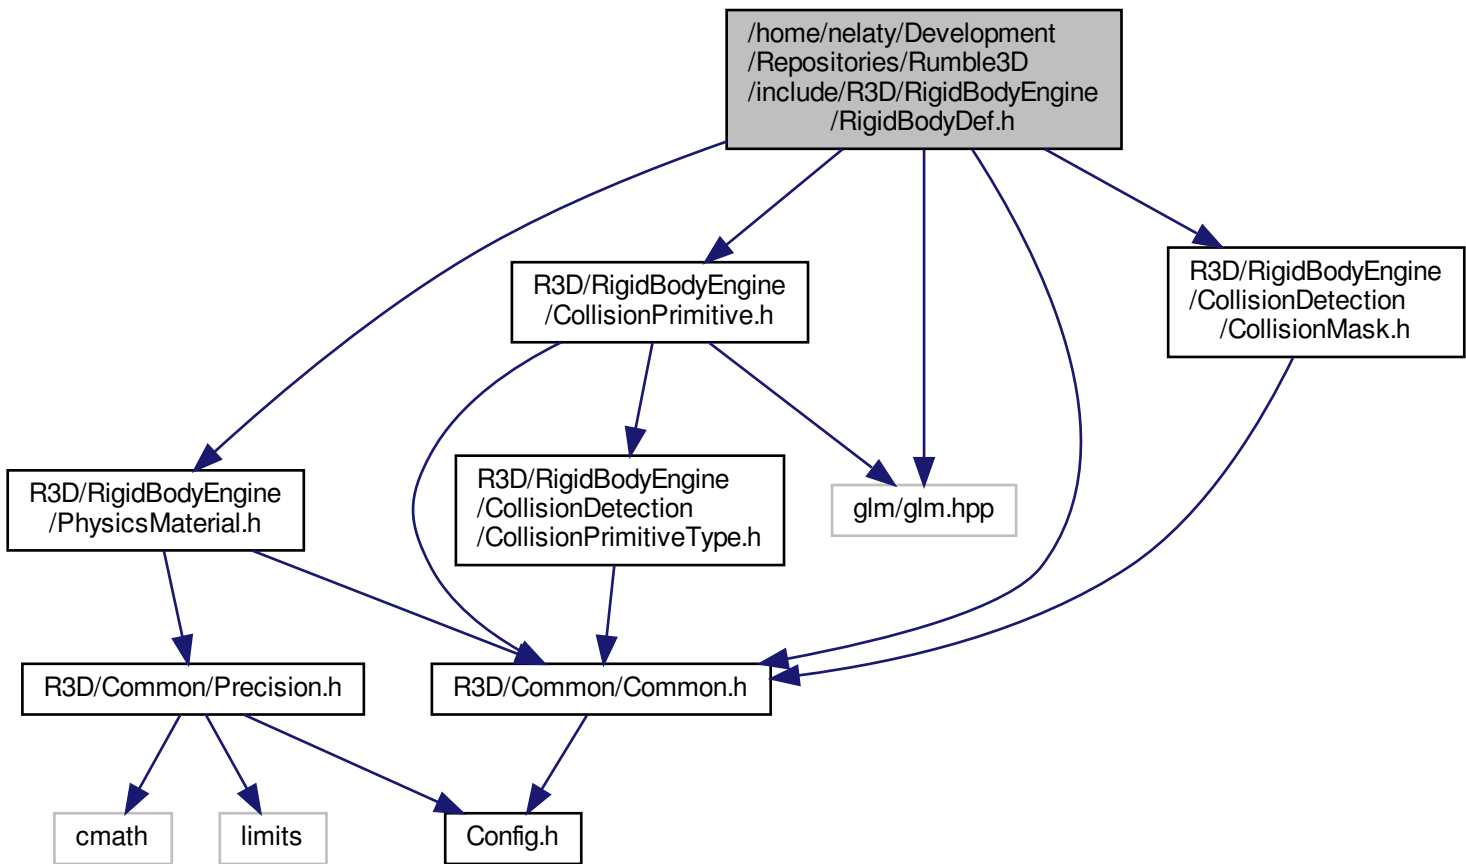 /home/nelaty/Development
/Repositories/Rumble3D
/include/R3D/RigidBodyEngine
/RigidBodyDef.h
R3D/RigidBodyEngine
/CollisionPrimitive.h
R3D/RigidBodyEngine
/CollisionDetection
/CollisionMask.h
R3D/RigidBodyEngine
/PhysicsMaterial.h
R3D/RigidBodyEngine
/CollisionDetection
/CollisionPrimitiveType.h
glm/glm.hpp
R3D/Common/Precision.h
R3D/Common/Common.h
cmath
limits
Config.h